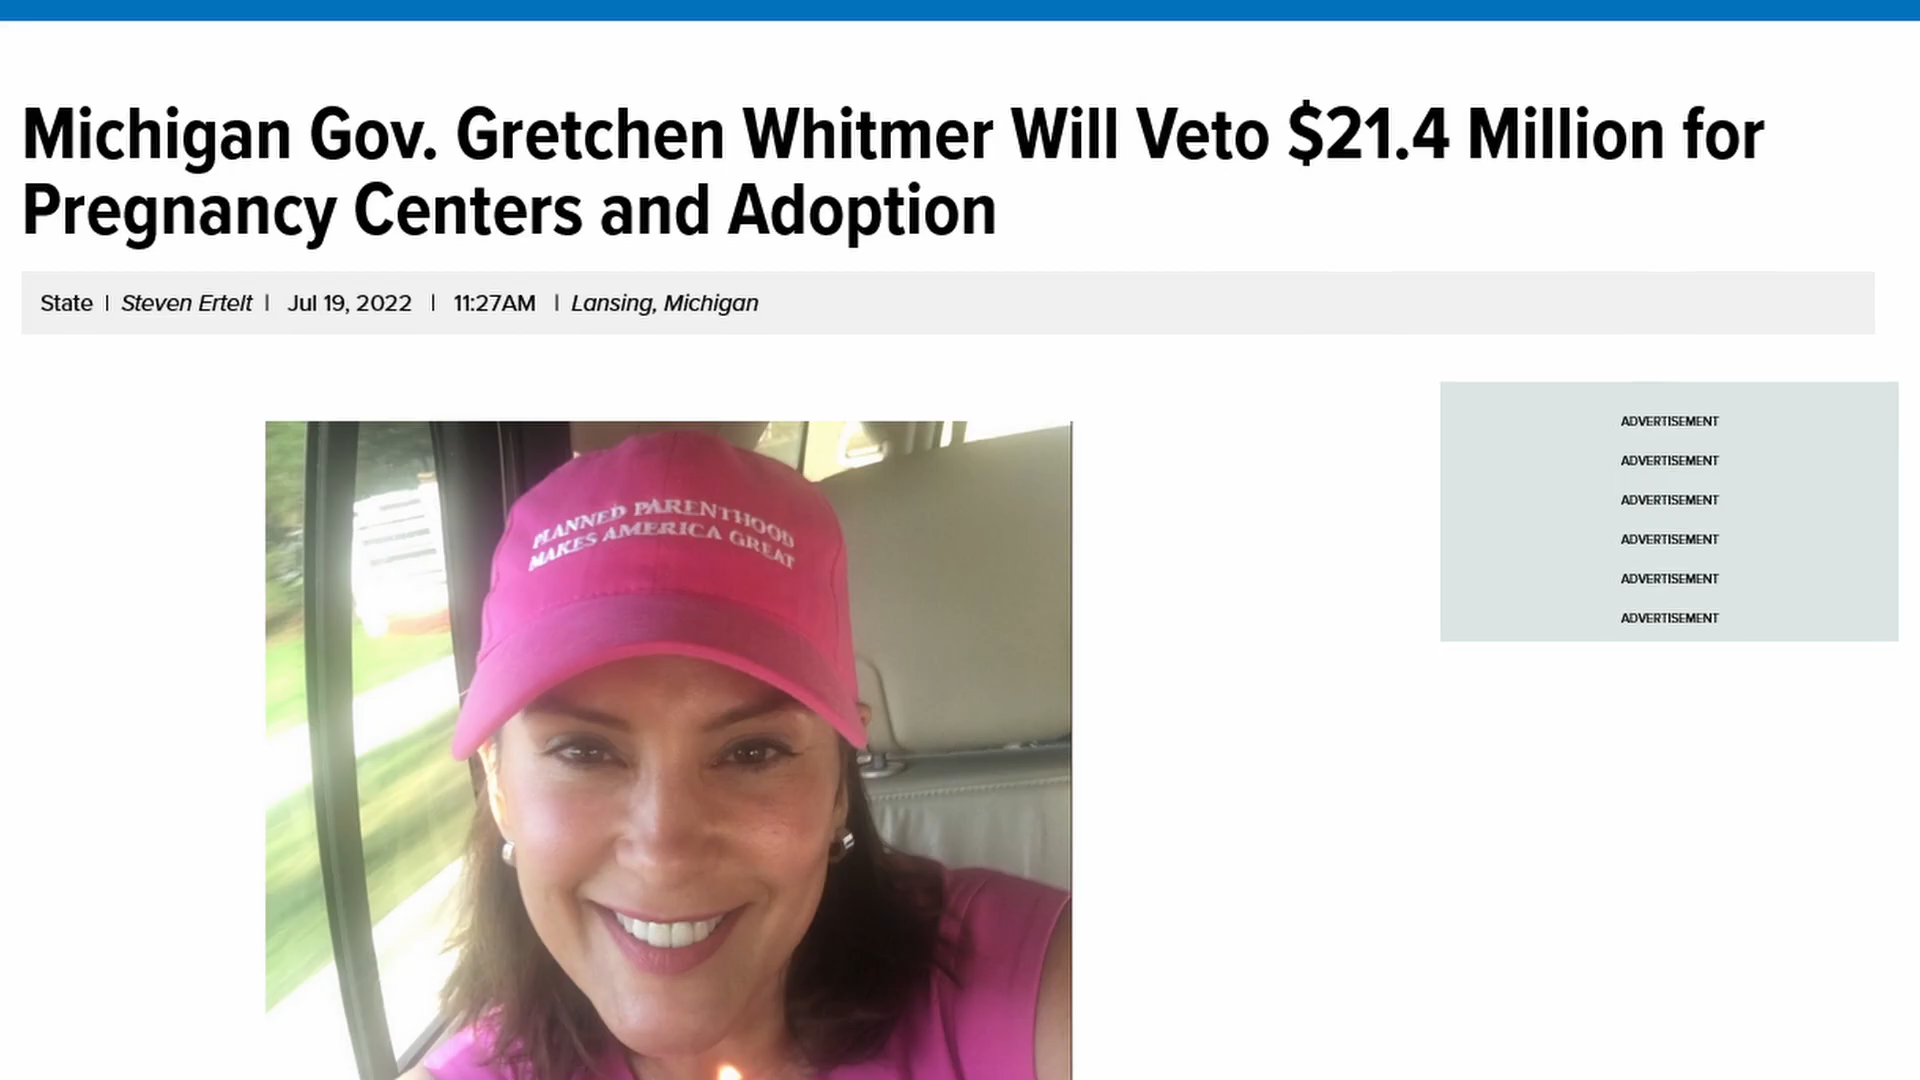 Michigan Gov. Gretchen Whitmer Will Veto $21.4 Million for
Pregnancy Centers and Adoption
State | Steven Ertelt | Jul 19, 2022 | 11:27AM | Lansing, Michigan
ADVERTISEMENT
ADVERTISEMENT
ADVERTISEMENT
ADVERTISEMENT
ADVERTISEMENT
ADVERTISEMENT
PLANNED PARENTHOOD
MAKES AMERICA GREAT